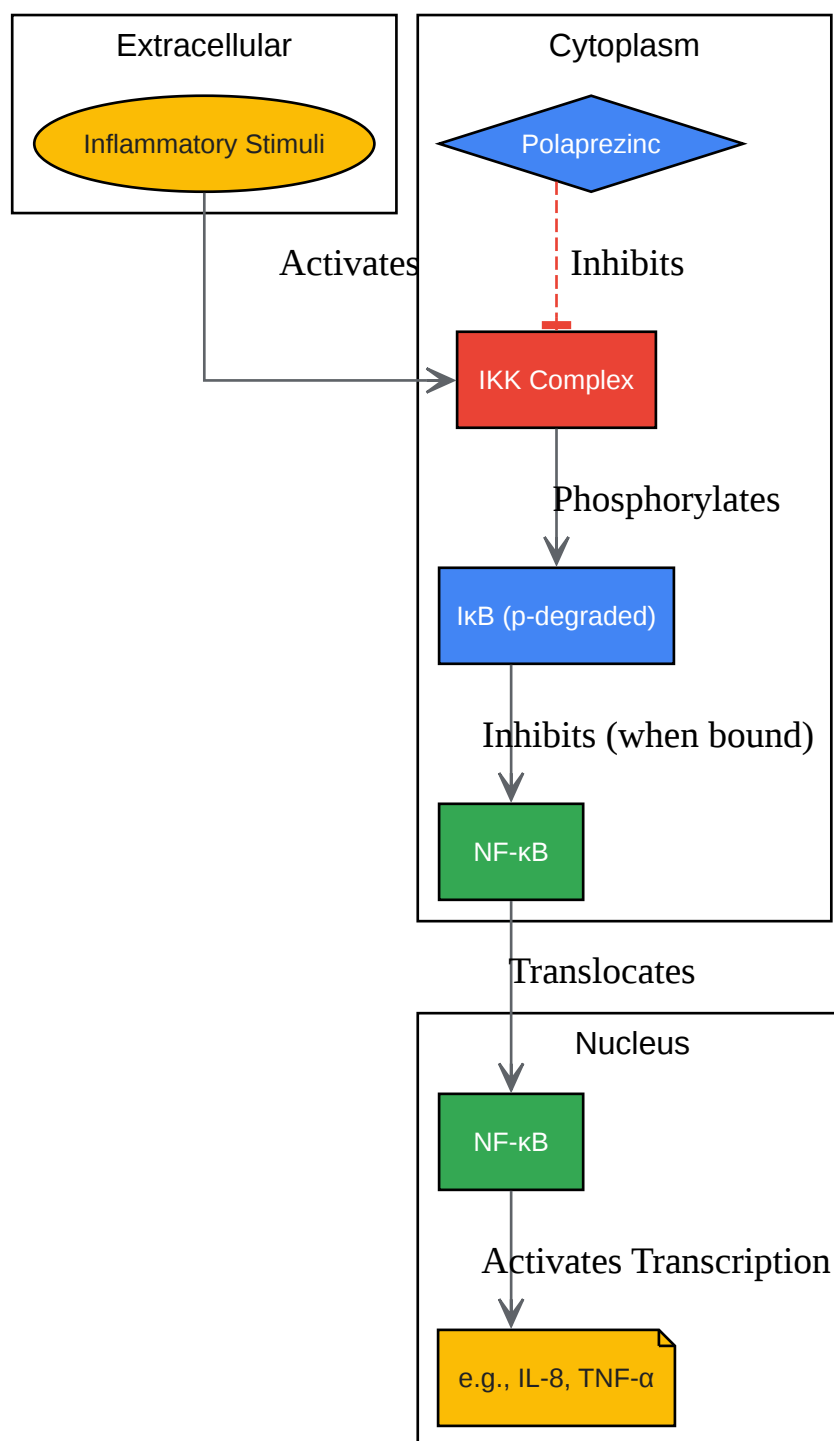 Extracellular
Cytoplasm
Inflammatory Stimuli
Polaprezinc
Activates
Inhibits
IKK Complex
Phosphorylates
IκB (p-degraded)
Inhibits (when bound)
NF-κB
Translocates
Nucleus
NF-κB
Activates Transcription
e.g., IL-8, TNF-α